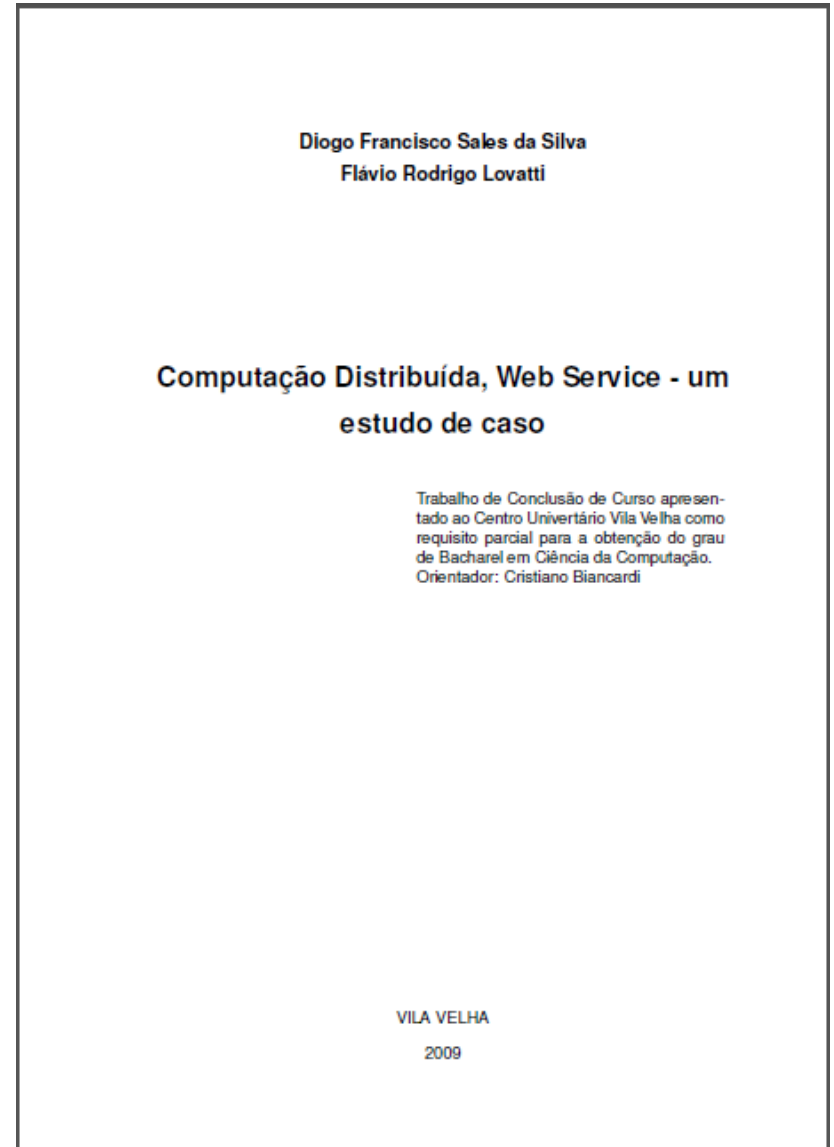 Diogo Francisco Sales da Silva
Flávio Rodrigo Lovatti
Computação Distribuída, Web Service - um
estudo de caso
Trabalho de Conclusão de Curso apresen-
tado ao Centro Univertário Vila Velha como
requisito parcial para a obtenção do grau
de Bacharel em Ciência da Computação.
Orientador: Cristiano Biancardi
VILA VELHA
2009